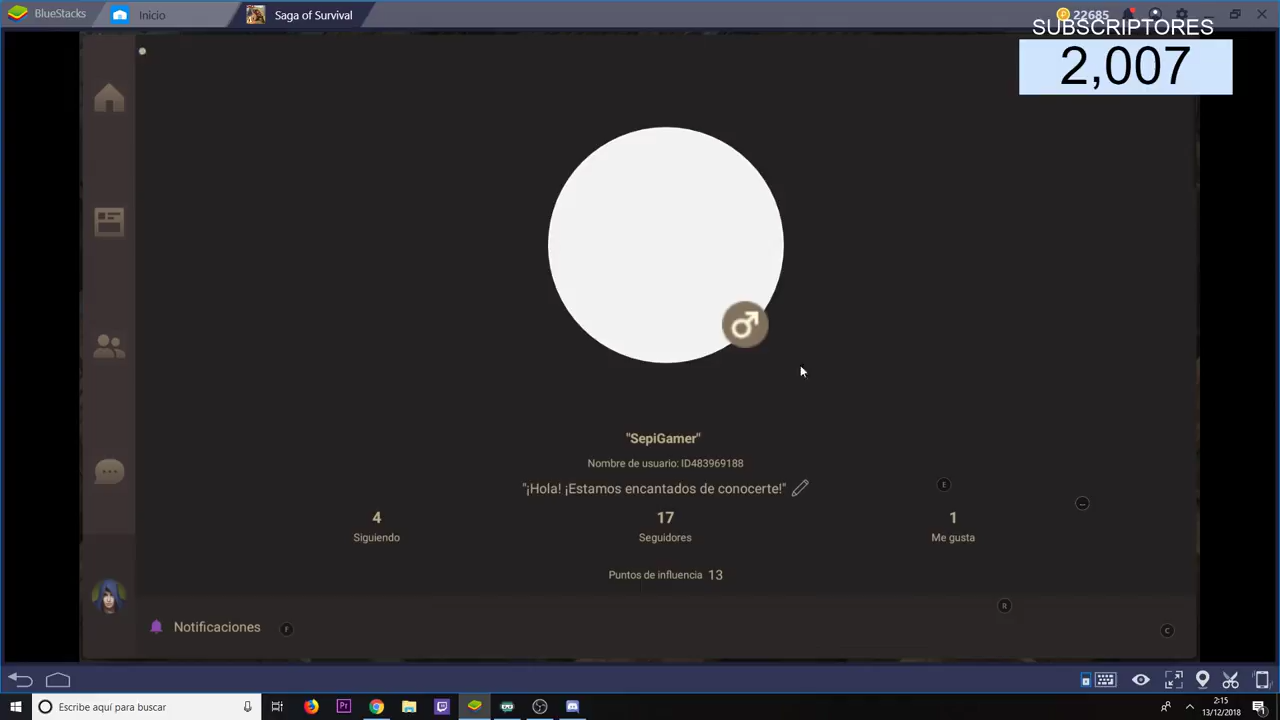 BlueStacks
Inicio
Saga of Survival
22685
SUBSCRIPTORES
2,007
"SepiGamer"
Nombre de usuario: ID483969188
"¡Hola! ¡Estamos encantados de conocerte!"
4
17
1
Siguiendo
Seguidores
Me gusta
Puntos de influencia 13
Notificaciones
F
E
R
C
Escribe aquí para buscar
Pr
2:15
13/12/2018
1